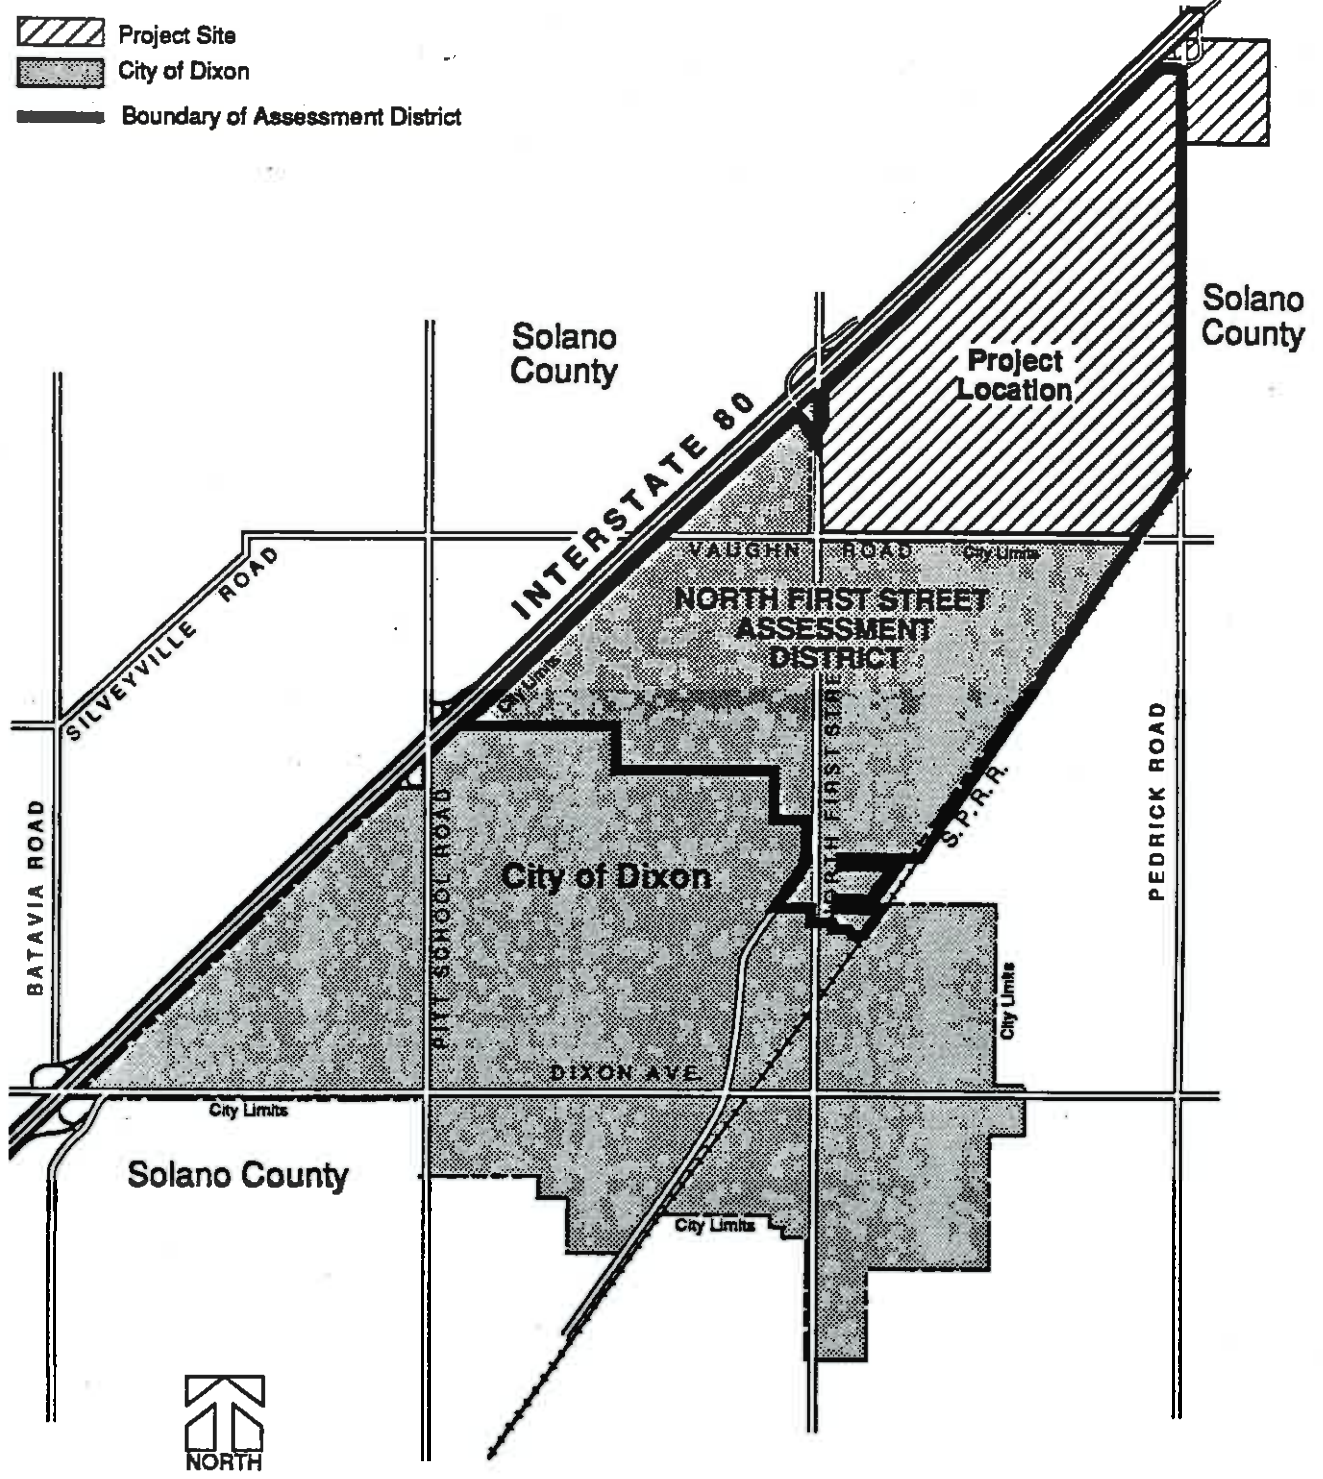 Project Site
City of Dixon
Boundary of Assessment District
Solano
County
Solano
County
Project
Location
INTERSTATE 80
VAUGHN ROAD
City Limits
SILVEYVILLE ROAD
NORTH FIRST STREET
ASSESSMENT
DISTRICT
City Limits
NORTH FIRST STRE
S. P. R. R.
PEDRICK ROAD
BATAVIA ROAD
PITT SCHOOL ROAD
City of Dixon
City Limits
DIXON AVE
City Limits
Solano County
City Limits
NORTH